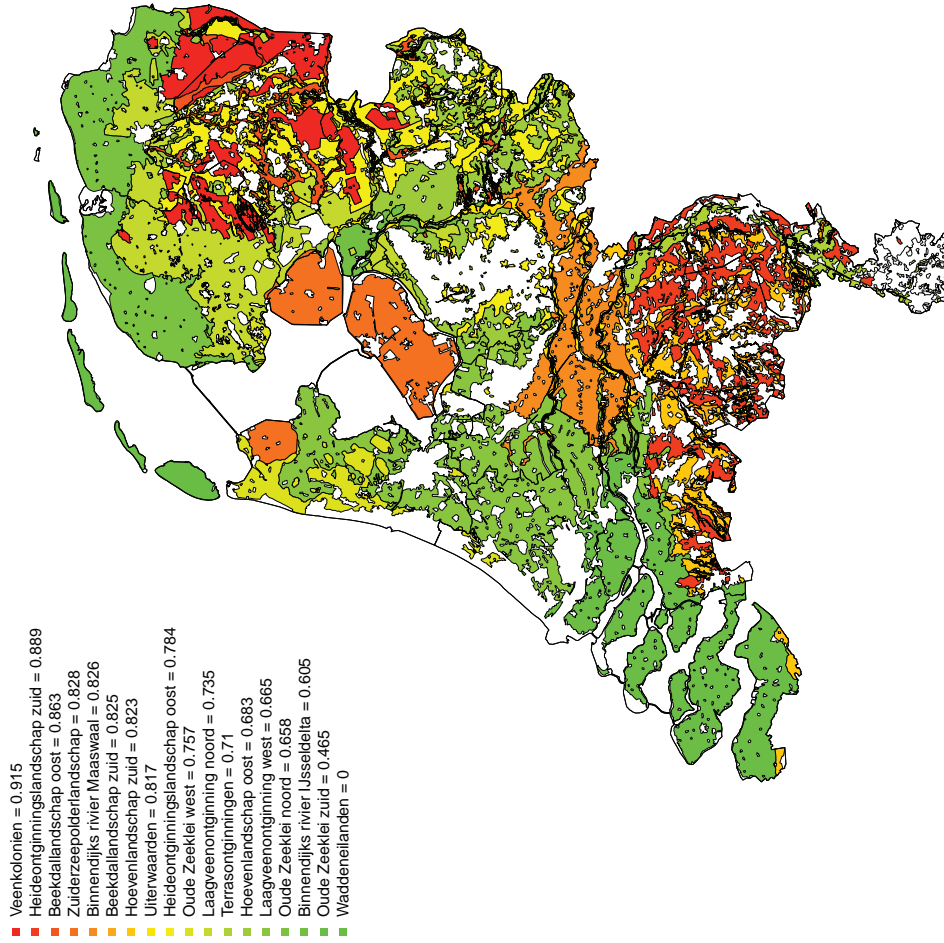 Veenkolonien = 0.915
Heideontginningslandschap zuid = 0.889
Beekdallandschap oost = 0.863
Zuiderzeepolderlandschap = 0.828
Binnendijks rivier Maaswaal = 0.826
Beekdallandschap zuid = 0.825
Hoevenlandschap zuid = 0.823
Uiterwaarden = 0.817
Heideontginningslandschap oost = 0.784
Oude Zeeklei west = 0.757
Laagveenontginning noord = 0.735
Terrasontginningen = 0.71
Hoevenlandschap oost = 0.683
Laagveenontginning west = 0.665
Oude Zeeklei noord = 0.658
Binnendijks rivier IJsseldelta = 0.605
Oude Zeeklei zuid = 0.465
Waddeneilanden = 0